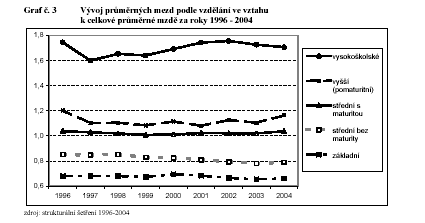 Graf č. 3 Vývoj průměrných mezd podle vzdělání ve vztahu
k celkové průměrné mzdě za roky 1996 - 2004
1,8
1,6
1,4
1,2
1,0
0,8
0,6
1996 1997 1998 1999 2000 2001 2002 2003 2004
vysokoškolské
vyšší
(pomaturitní)
střední s
maturitou
střední bez
maturity
základní
zdroj: strukturální šetření 1996-2004